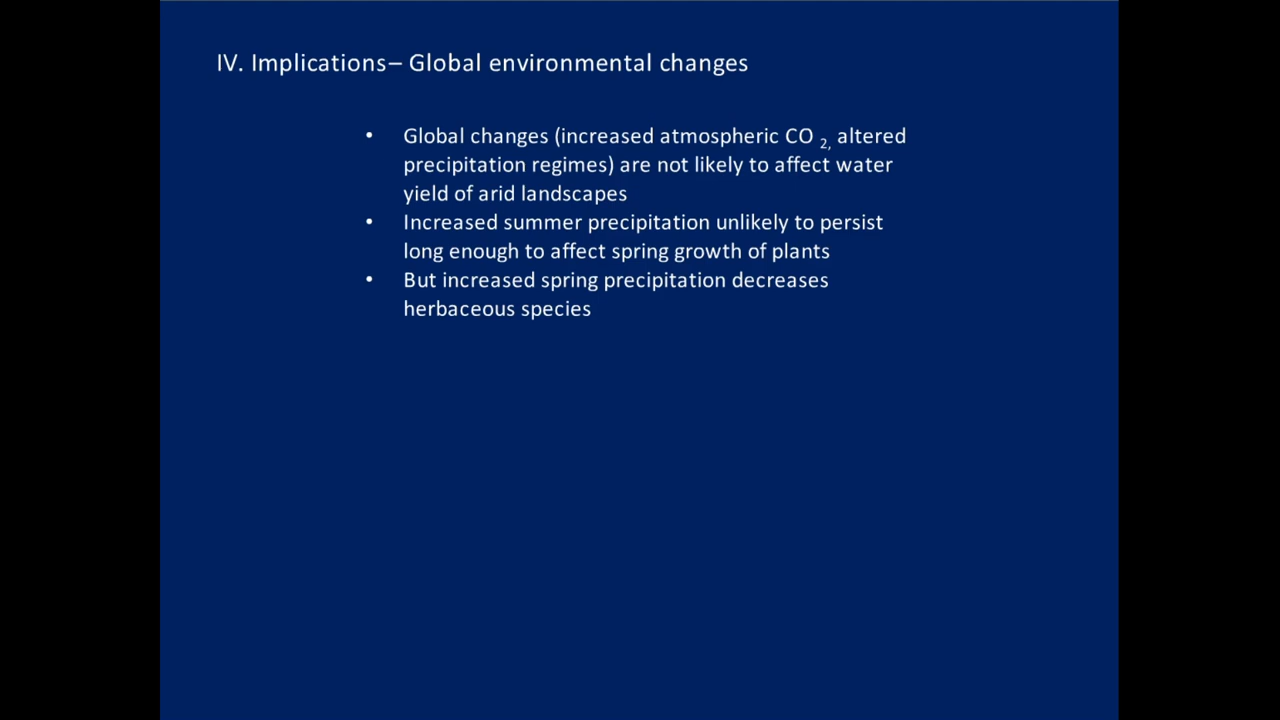 IV. Implications– Global environmental changes
• Global changes (increased atmospheric CO 2, altered
precipitation regimes) are not likely to affect water
yield of arid landscapes
• Increased summer precipitation unlikely to persist
long enough to affect spring growth of plants
• But increased spring precipitation decreases
herbaceous species